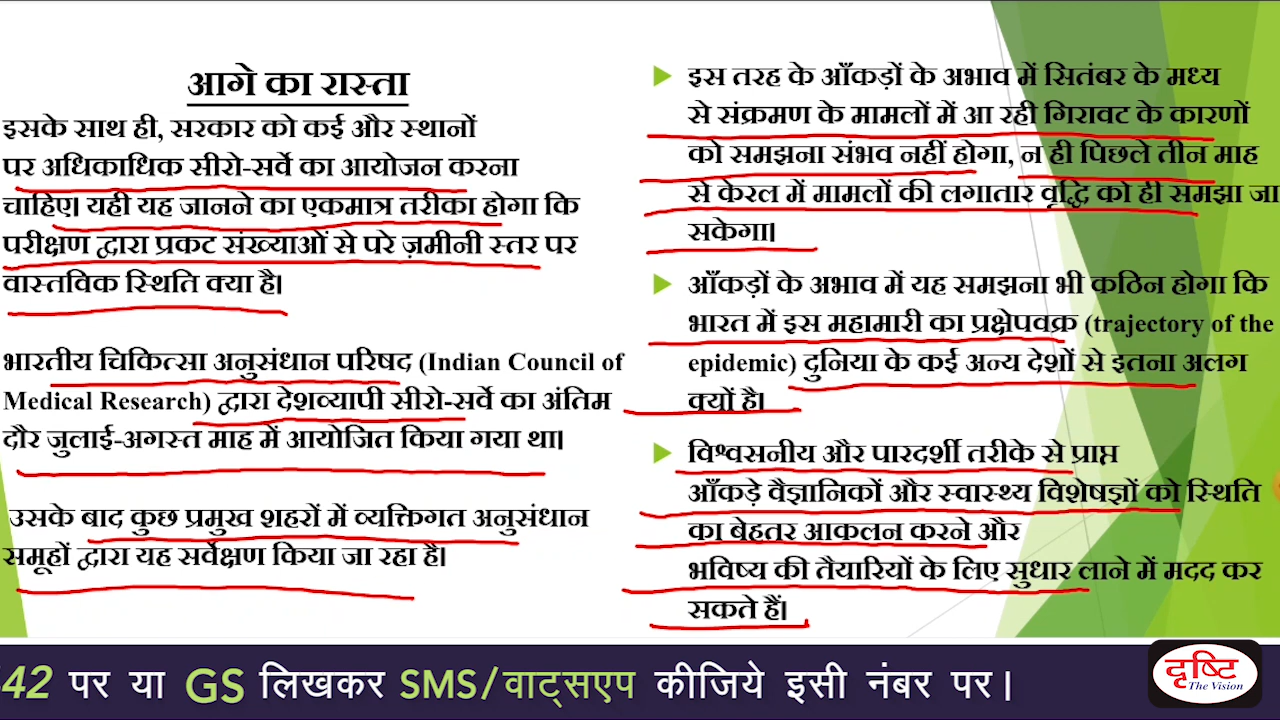 आगे का रास्ता
इसके साथ ही, सरकार को कई और स्थानों
पर अधिकाधिक सीरो-सर्वे का आयोजन करना
चाहिए। यही यह जानने का एकमात्र तरीका होगा कि
परीक्षण द्वारा प्रकट संख्याओं से परे ज़मीनी स्तर पर
वास्तविक स्थिति क्या है।
भारतीय चिकित्सा अनुसंधान परिषद (Indian Council of
Medical Research) द्वारा देशव्यापी सीरो-सर्वे का अंतिम
दौर जुलाई-अगस्त माह में आयोजित किया गया था।
उसके बाद कुछ प्रमुख शहरों में व्यक्तिगत अनुसंधान
समूहों द्वारा यह सर्वेक्षण किया जा रहा है।
इस तरह के आँकड़ों के अभाव में सितंबर के मध्य
से संक्रमण के मामलों में आ रही गिरावट के कारणों
को समझना संभव नहीं होगा, न ही पिछले तीन माह
से केरल में मामलों की लगातार वृद्धि को ही समझा जा
सकेगा।
आँकड़ों के अभाव में यह समझना भी कठिन होगा कि
भारत में इस महामारी का प्रक्षेपवक्र (trajectory of the
epidemic) दुनिया के कई अन्य देशों से इतना अलग
क्यों है।
विश्वसनीय और पारदर्शी तरीके से प्राप्त
आँकड़े वैज्ञानिकों और स्वास्थ्य विशेषज्ञों को स्थिति
का बेहतर आकलन करने और
भविष्य की तैयारियों के लिए सुधार लाने में मदद कर
सकते हैं।
42 पर या GS लिखकर SMS/वाट्सएप कीजिये इसी नंबर पर।
दृष्टि
The Vision